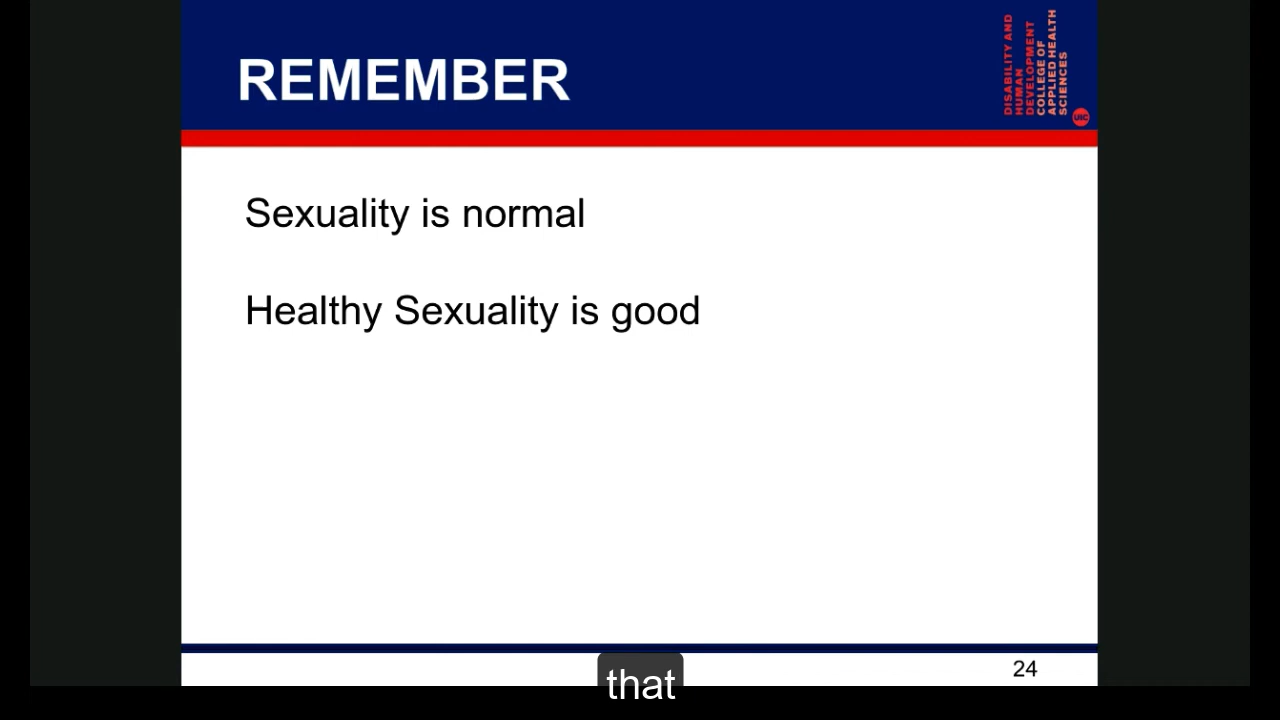 REMEMBER
DISABILITY AND
HUMAN
DEVELOPMENT
COLLEGE OF
APPLIED HEALTH
SCIENCES
UIC
Sexuality is normal
Healthy Sexuality is good
24
that